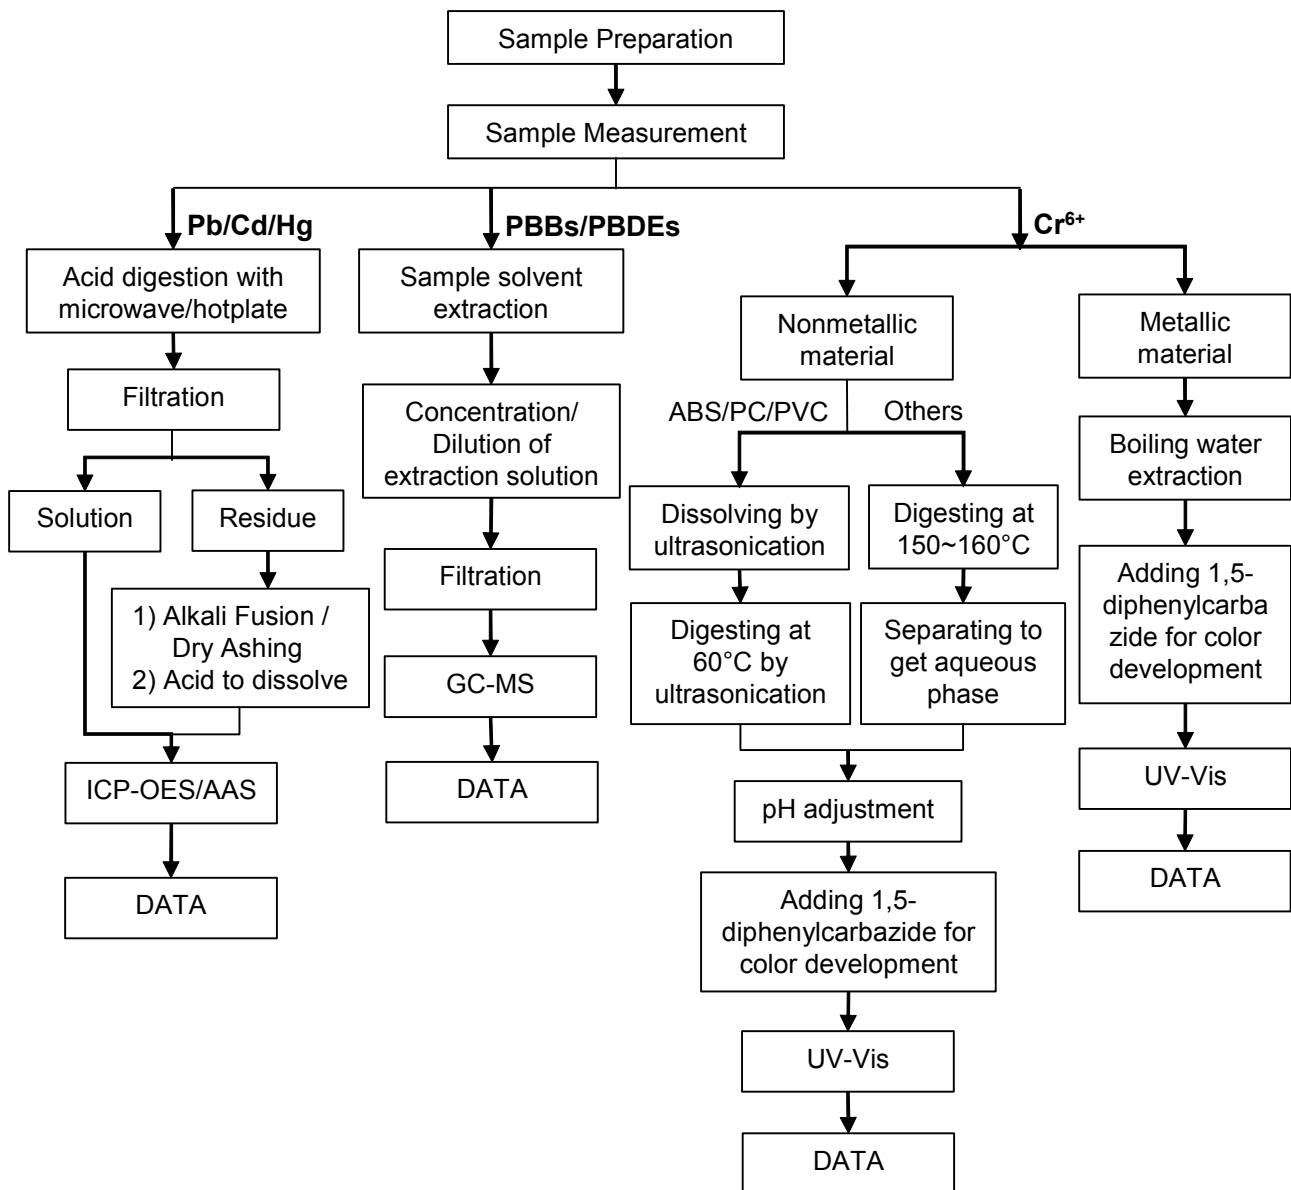 Sample Preparation
Sample Measurement
Pb/Cd/Hg
PBBs/PBDEs
Cr⁶⁺
Acid digestion with
microwave/hotplate
Filtration
Solution
Residue
1) Alkali Fusion /
Dry Ashing
2) Acid to dissolve
ICP-OES/AAS
DATA
Sample solvent
extraction
Concentration/
Dilution of
extraction solution
Filtration
GC-MS
DATA
Nonmetallic
material
ABS/PC/PVC
Others
Dissolving by
ultrasonication
Digesting at
60°C by
ultrasonication
Digesting at
150~160°C
Separating to
get aqueous
phase
pH adjustment
Adding 1,5-
diphenylcarbazide for
color development
UV-Vis
DATA
Metallic
material
Boiling water
extraction
Adding 1,5-
diphenylcarba
zide for color
development
UV-Vis
DATA